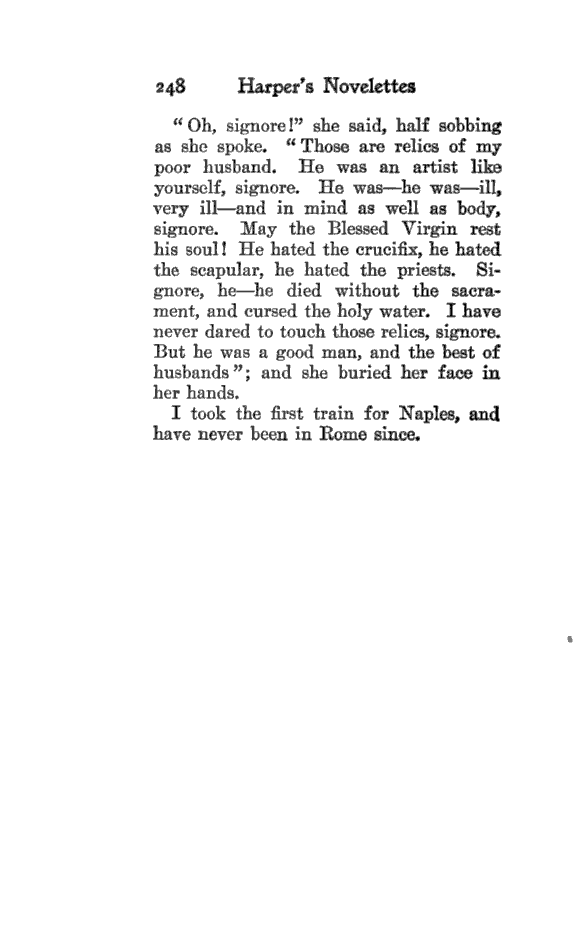 248 Harper's Novelettes
"Oh, signore!" she said, half sobbing
as she spoke. "Those are relics of my
poor husband. He was an artist like
yourself, signore. He was—he was—ill,
very ill—and in mind as well as body,
signore. May the Blessed Virgin rest
his soul! He hated the crucifix, he hated
the scapular, he hated the priests. Si-
gnore, he—he died without the sacra-
ment, and cursed the holy water. I have
never dared to touch those relics, signore.
But he was a good man, and the best of
husbands"; and she buried her face in
her hands.
I took the first train for Naples, and
have never been in Rome since.